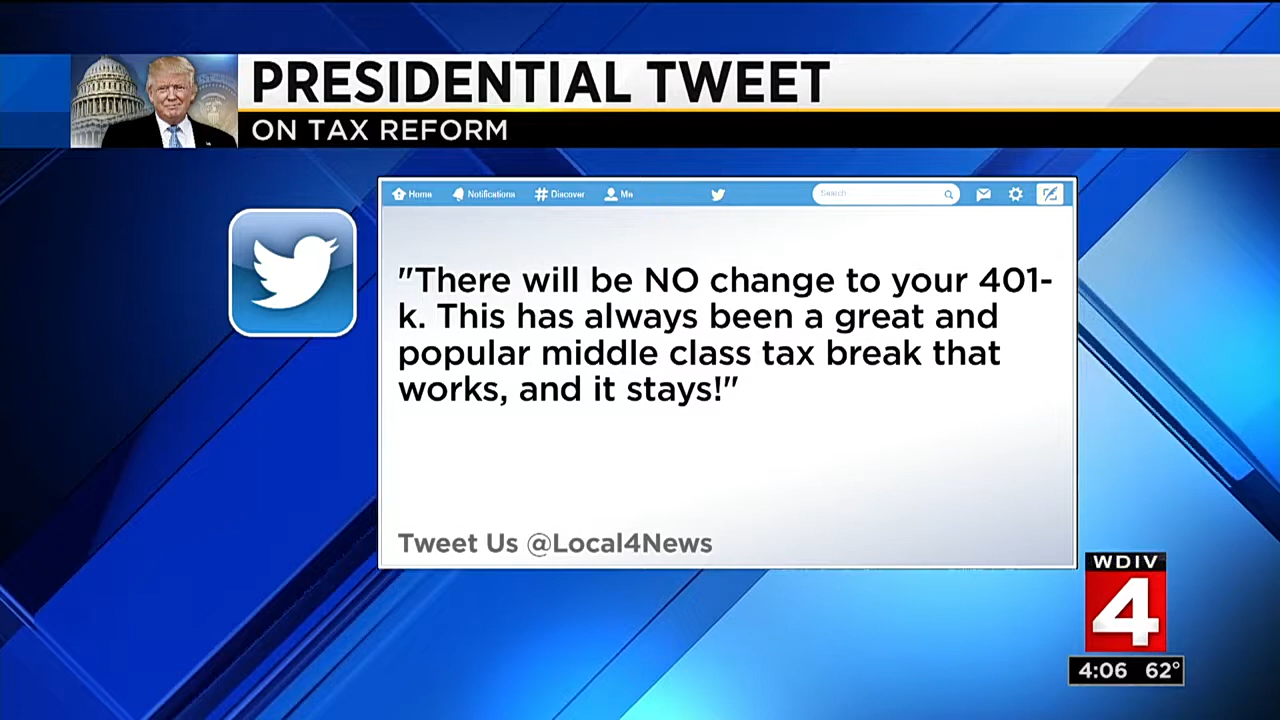 PRESIDENTIAL TWEET
ON TAX REFORM
Home Notifications Discover Me Search
"There will be NO change to your 401-
k. This has always been a great and
popular middle class tax break that
works, and it stays!"
Tweet Us @Local4News
WDIV
4
4:06 62°